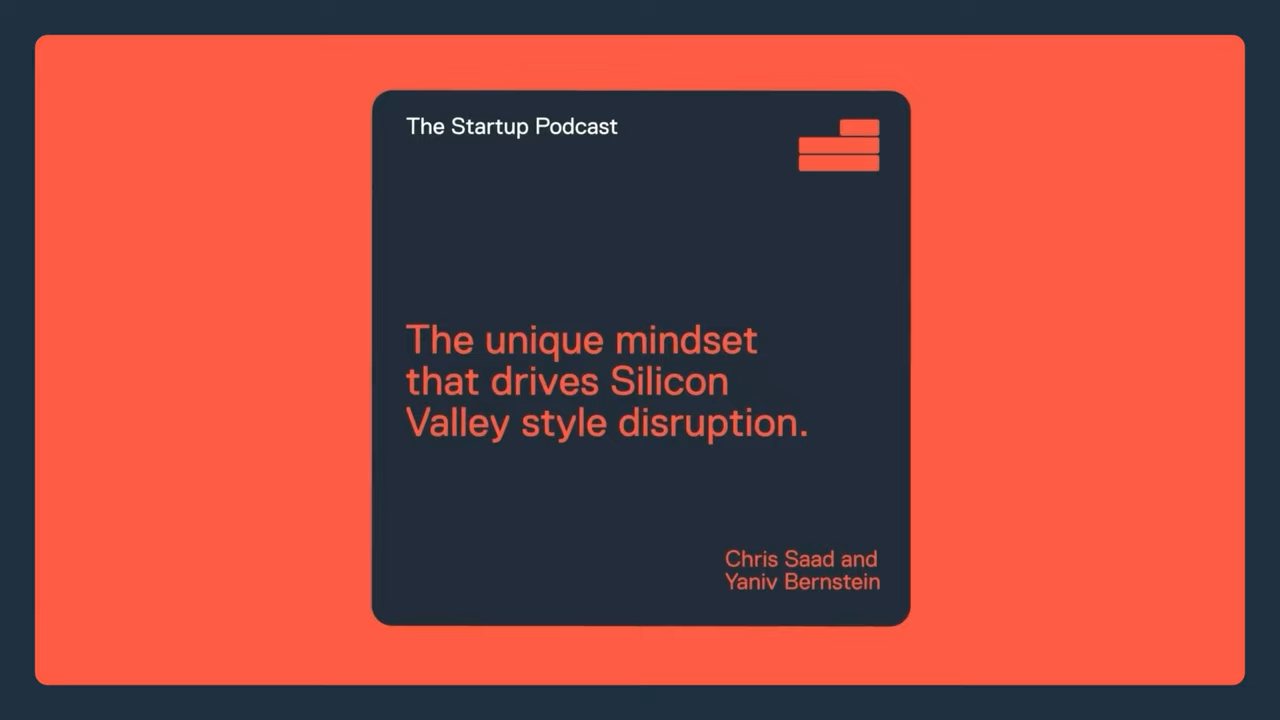 The Startup Podcast
The unique mindset
that drives Silicon
Valley style disruption.
Chris Saad and
Yaniv Bernstein